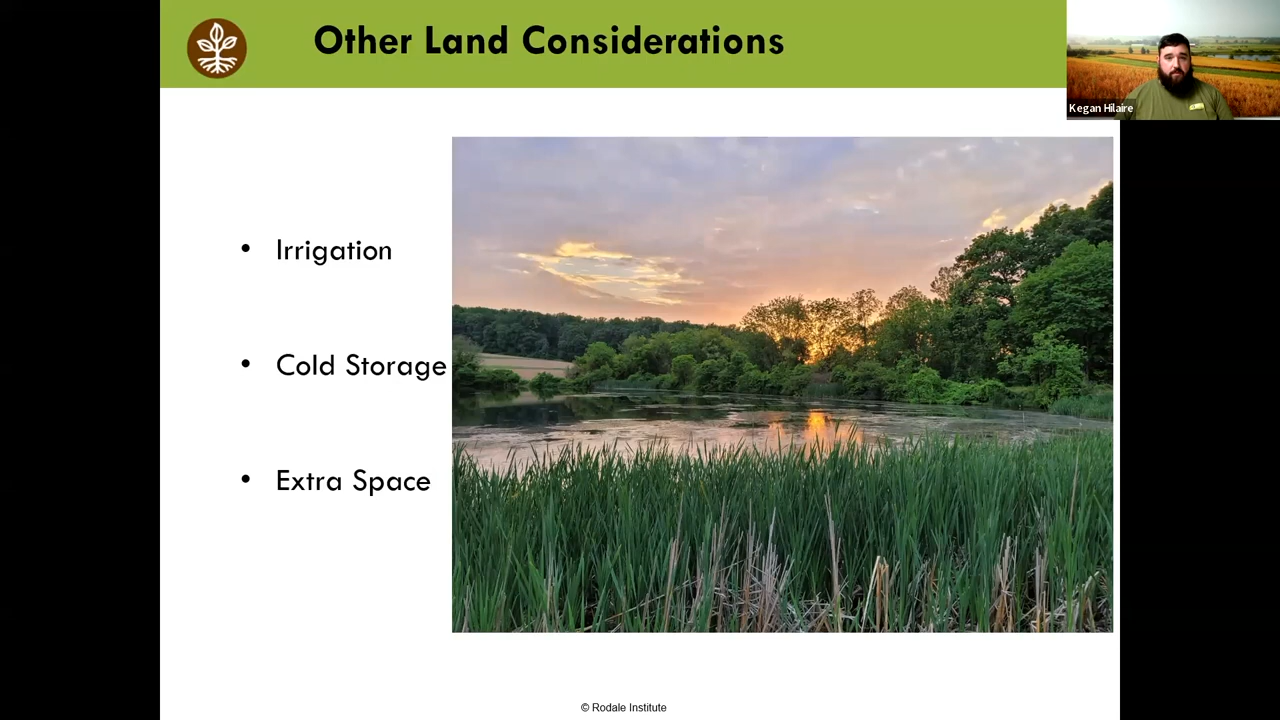 Other Land Considerations
Kegan Hilaire
• Irrigation
• Cold Storage
• Extra Space
© Rodale Institute